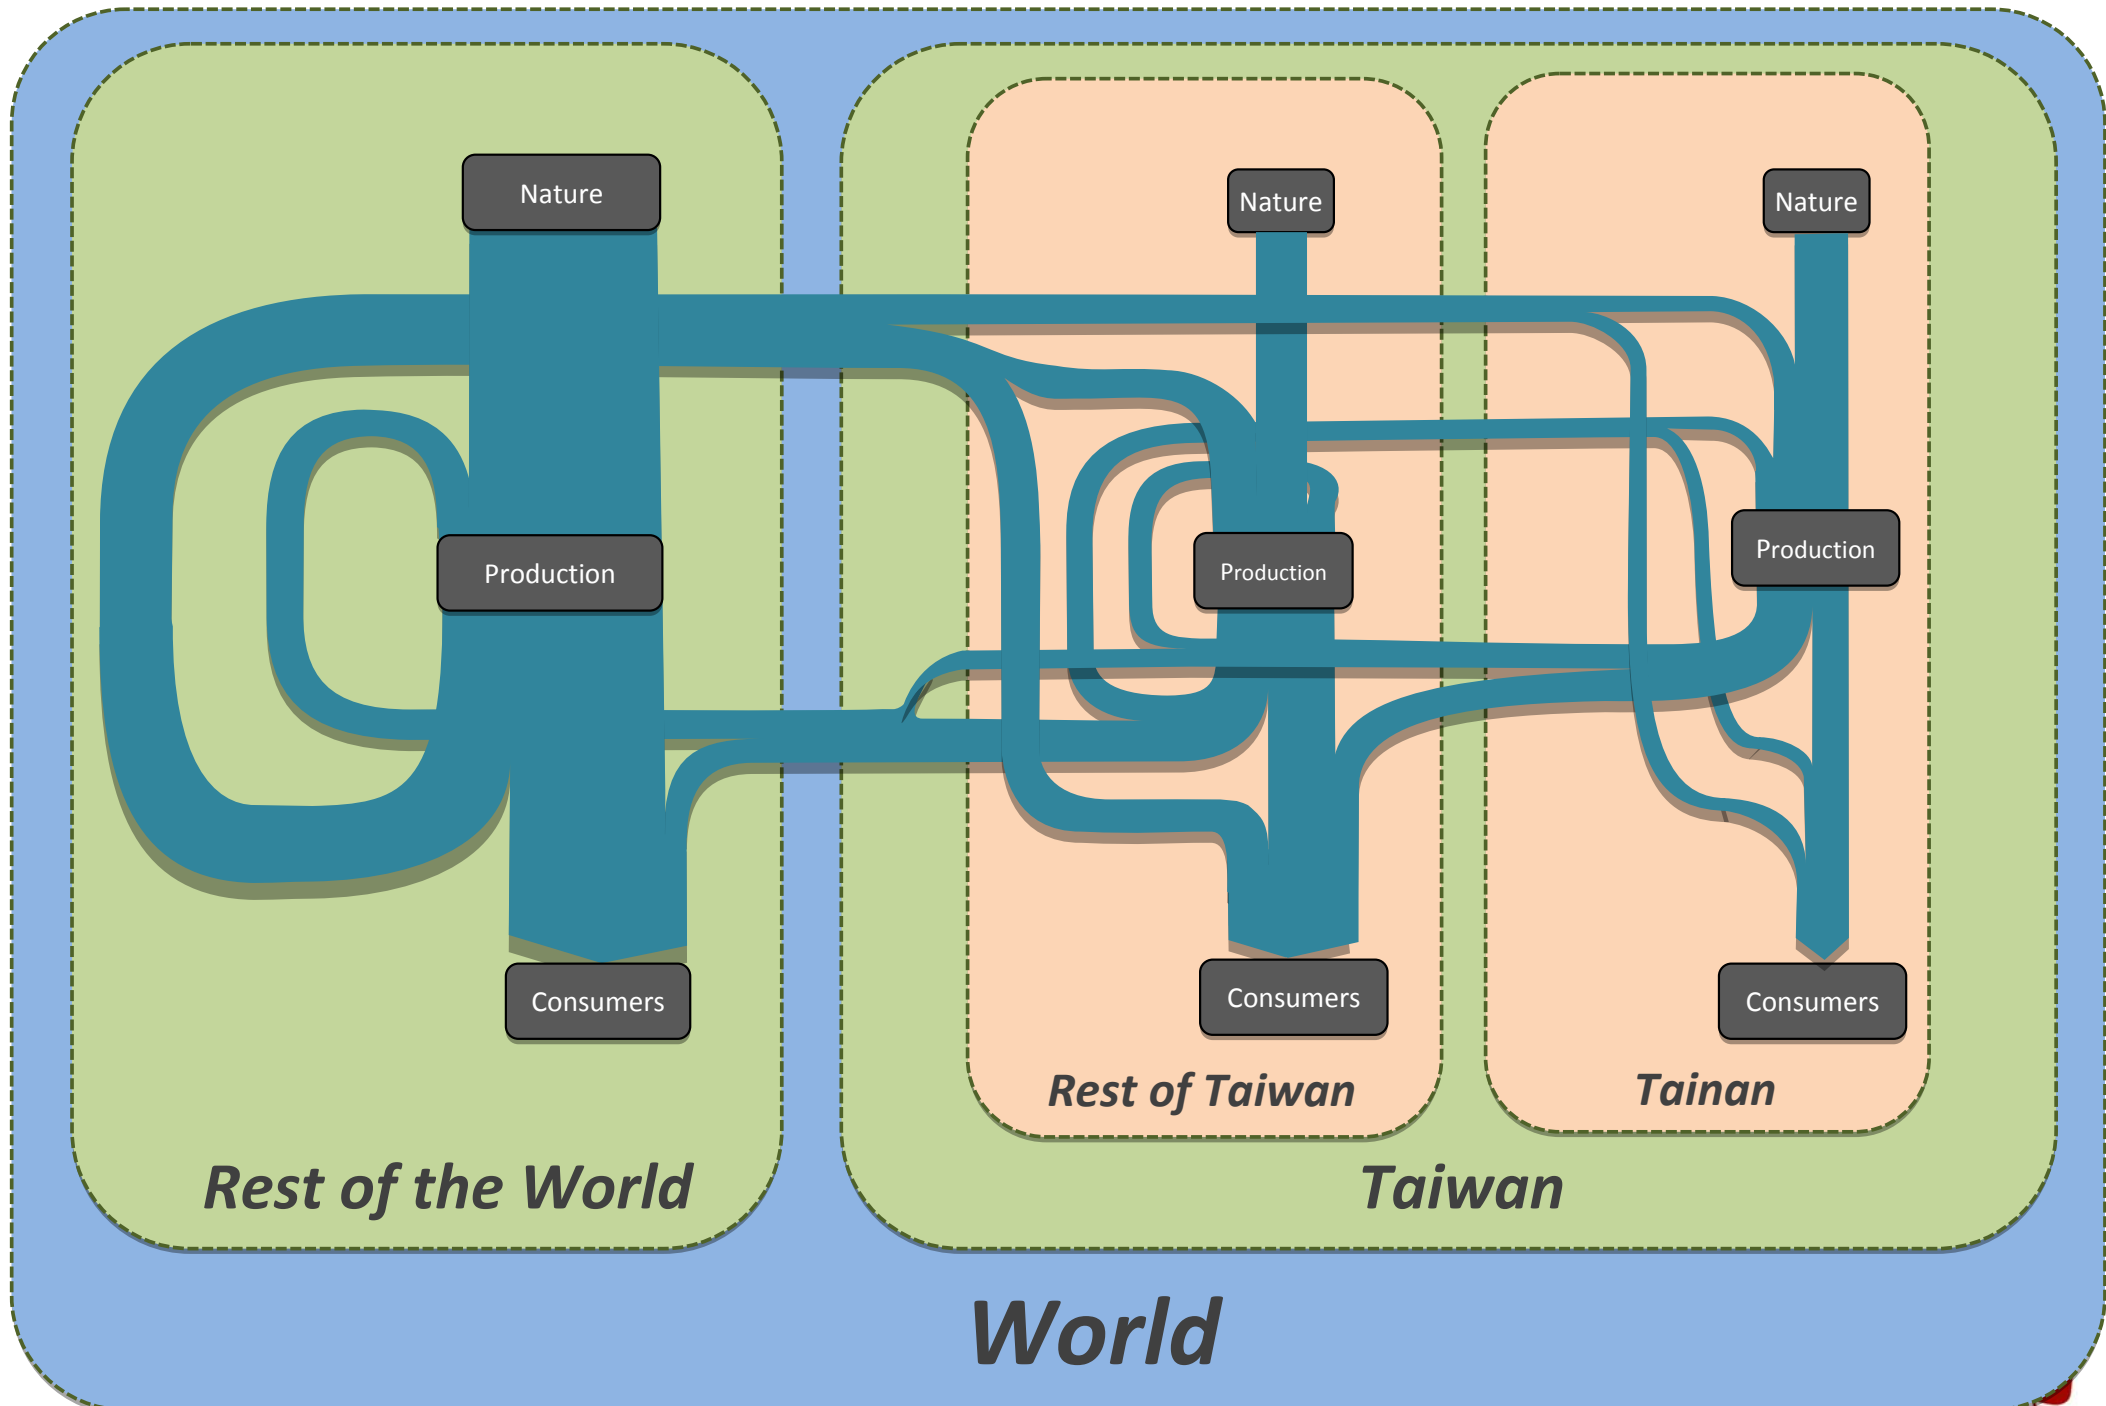 Nature
Nature
Nature
Production
Production
Production
Consumers
Consumers
Consumers
Rest of Taiwan
Tainan
Rest of the World
Taiwan
World